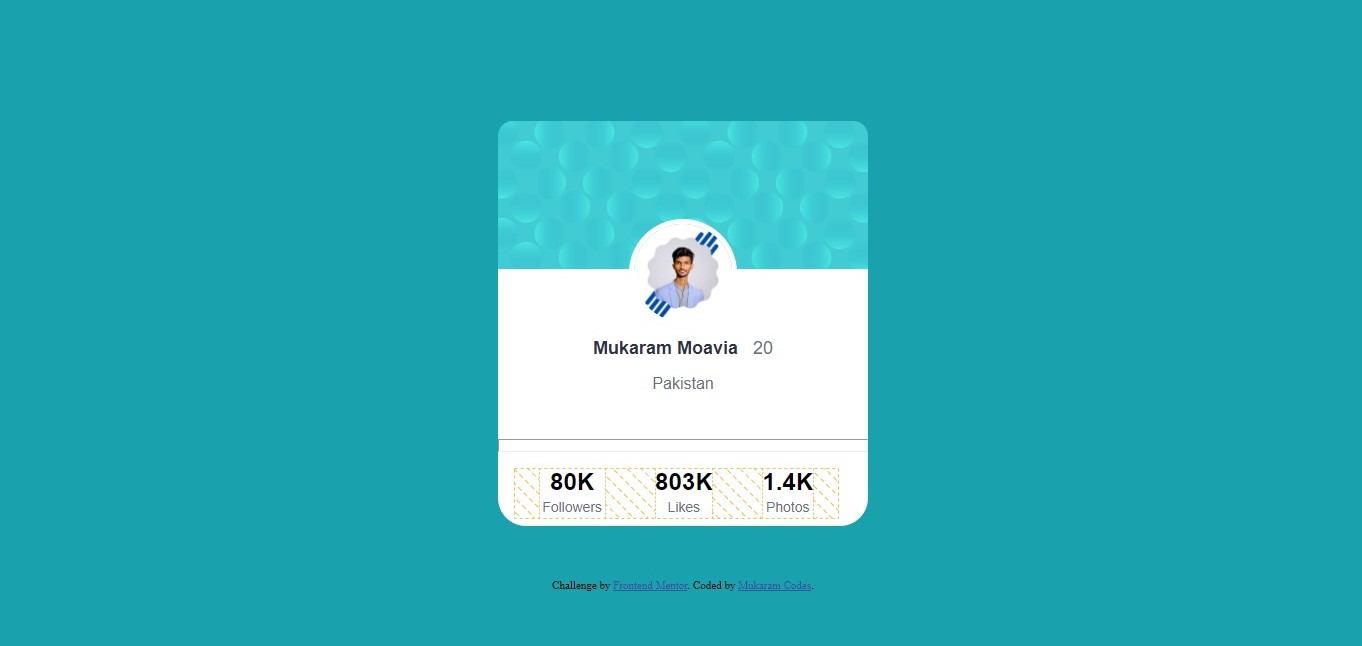 Mukaram Moavia 20
Pakistan
80K 803K 1.4K
Followers Likes Photos
Challenge by Frontend Mentor. Coded by Mukaram Codes.